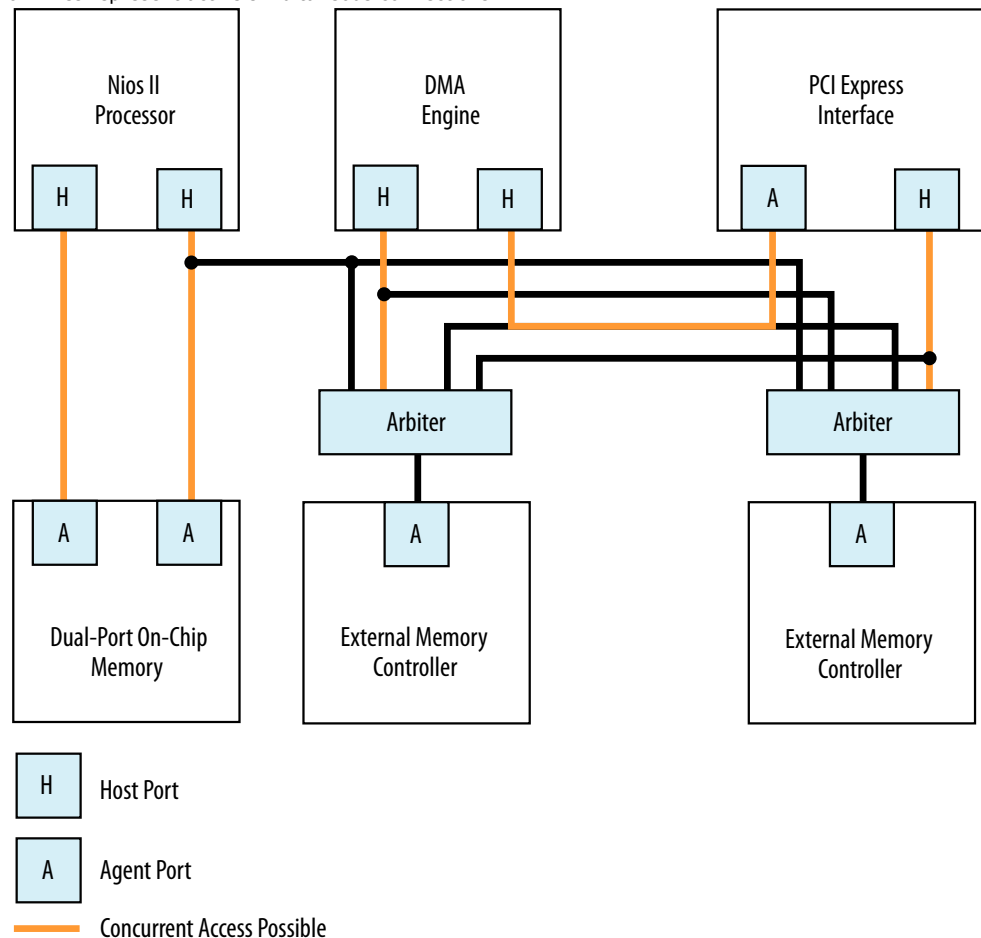 Nios II
Processor
DMA
Engine
PCI Express
Interface
H
H
H
H
A
H
Arbiter
Arbiter
A
A
A
A
Dual-Port On-Chip
Memory
External Memory
Controller
External Memory
Controller
H
Host Port
A
Agent Port
Concurrent Access Possible